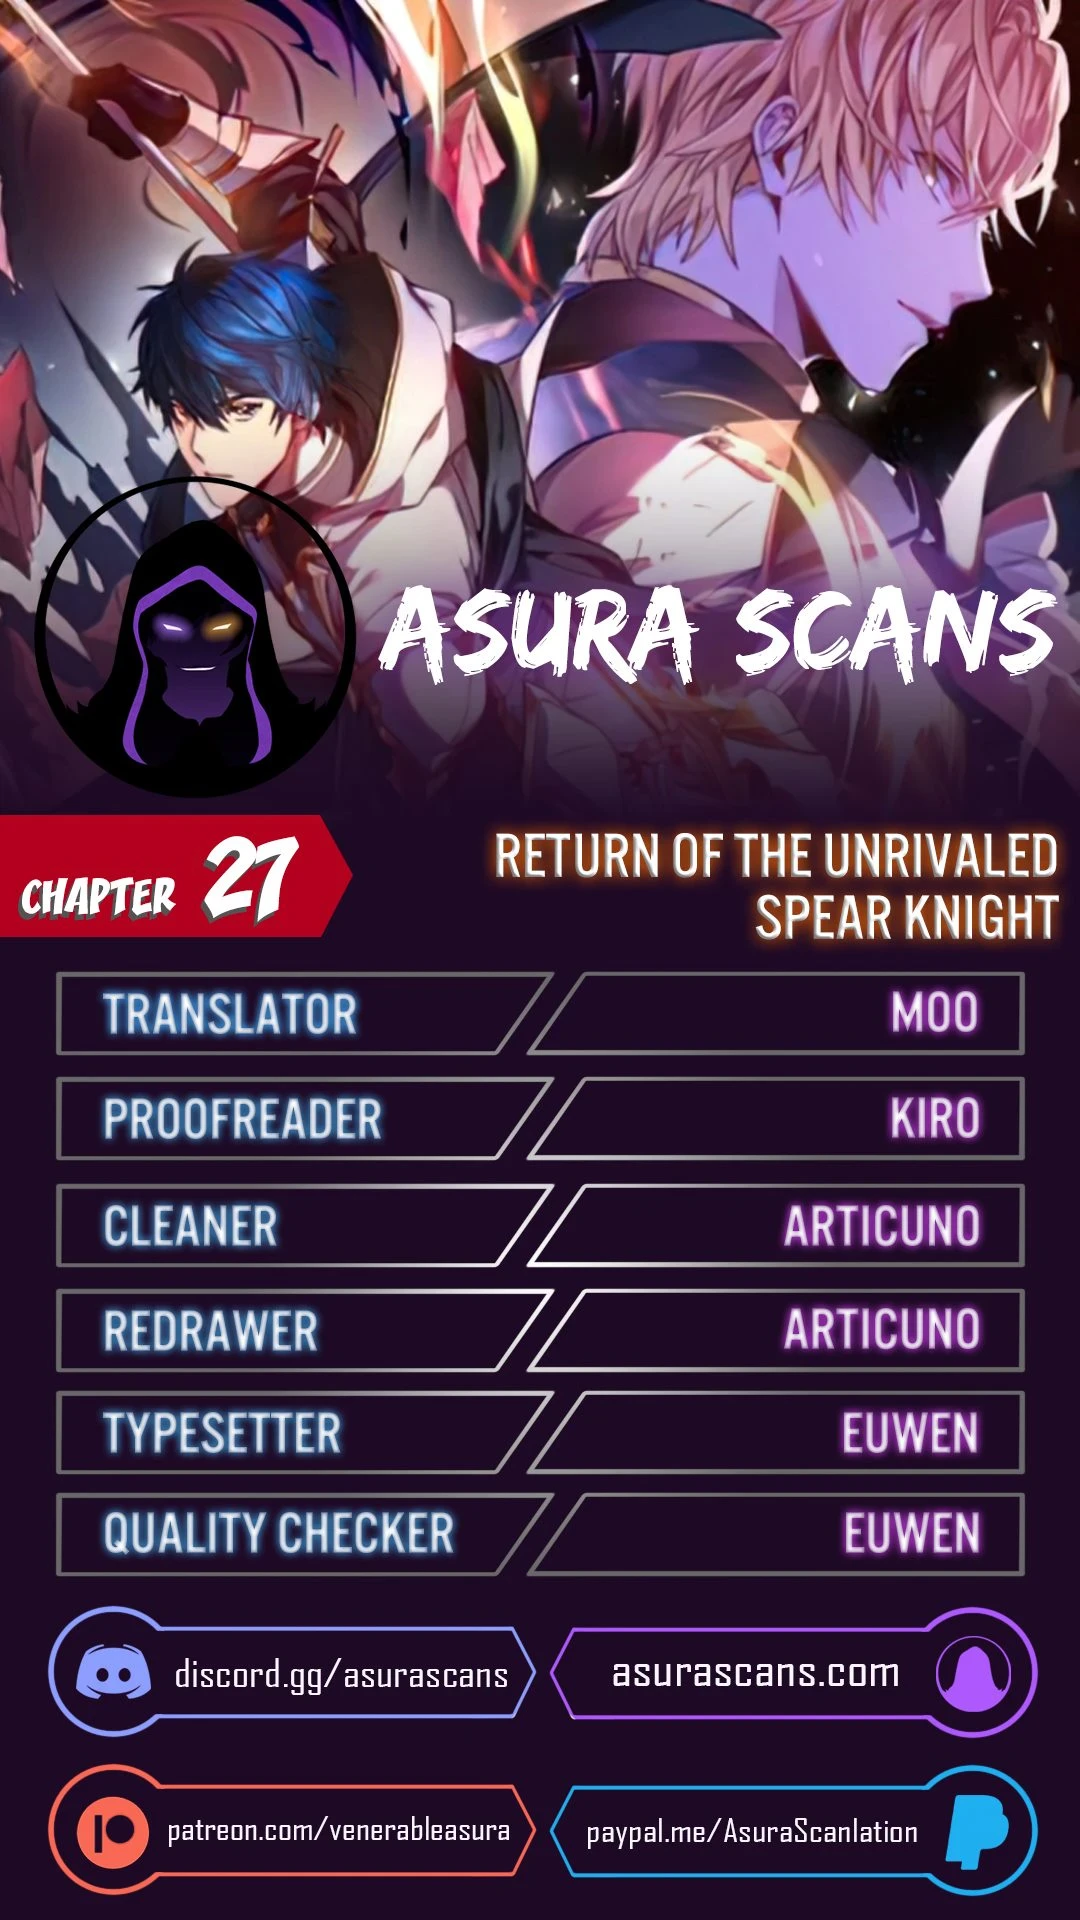 ASURA SCANS
CHAPTER 27
RETURN OF THE UNRIVALED
SPEAR KNIGHT
TRANSLATOR MOO
PROOFREADER KIRO
CLEANER ARTICUNO
REDRAWER ARTICUNO
TYPESETTER EUWEN
QUALITY CHECKER EUWEN
discord.gg/asurascans
asurascans.com
patreon.com/venerableasura
paypal.me/AsuraScanlation